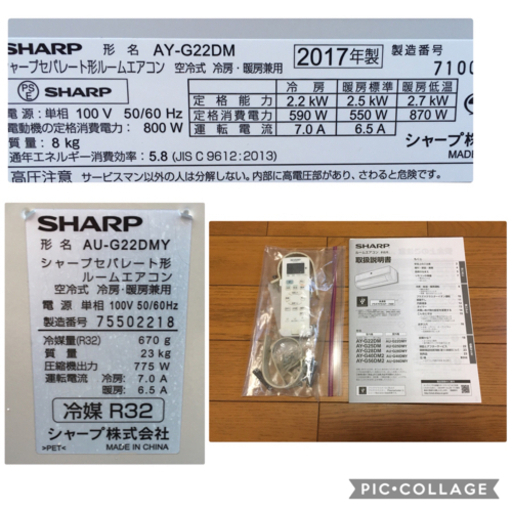 SHARP 形名 AY-G22DM 2017年製 製造番号
シャープセパレート形ルームエアコン 空冷式 冷房・暖房兼用 7100
PSE SHARP
冷房 暖房標準 暖房低温
定格能力 2.2 kW 2.5 kW 2.7 kW
定格消費電力 590 W 550 W 870 W
運転電流 7.0 A 6.5 A
電源：単相 100 V 50/60 Hz
電動機の定格消費電力： 800 W
質量：8 kg
シャープ株式
通年エネルギー消費効率：5.8 (JIS C 9612:2013)
MADE
高圧注意 サービスマン以外の人は分解しない。内部に高電圧部があり、さわると危険です。
SHARP
形名 AU-G22DMY
シャープセパレート形
ルームエアコン
空冷式 冷房・暖房兼用
電源 単相100V 50/60Hz
製造番号 75502218
冷媒量(R32) 670 g
質量 23 kg
圧縮機出力 775 W
運転電流 冷房：7.0 A
暖房：6.5 A
冷媒 R32
シャープ株式会社
>PET< MADE IN CHINA
SHARP
取扱説明書
AY-G22DM
AY-G25DM
AY-G28DM
PIC•COLLAGE